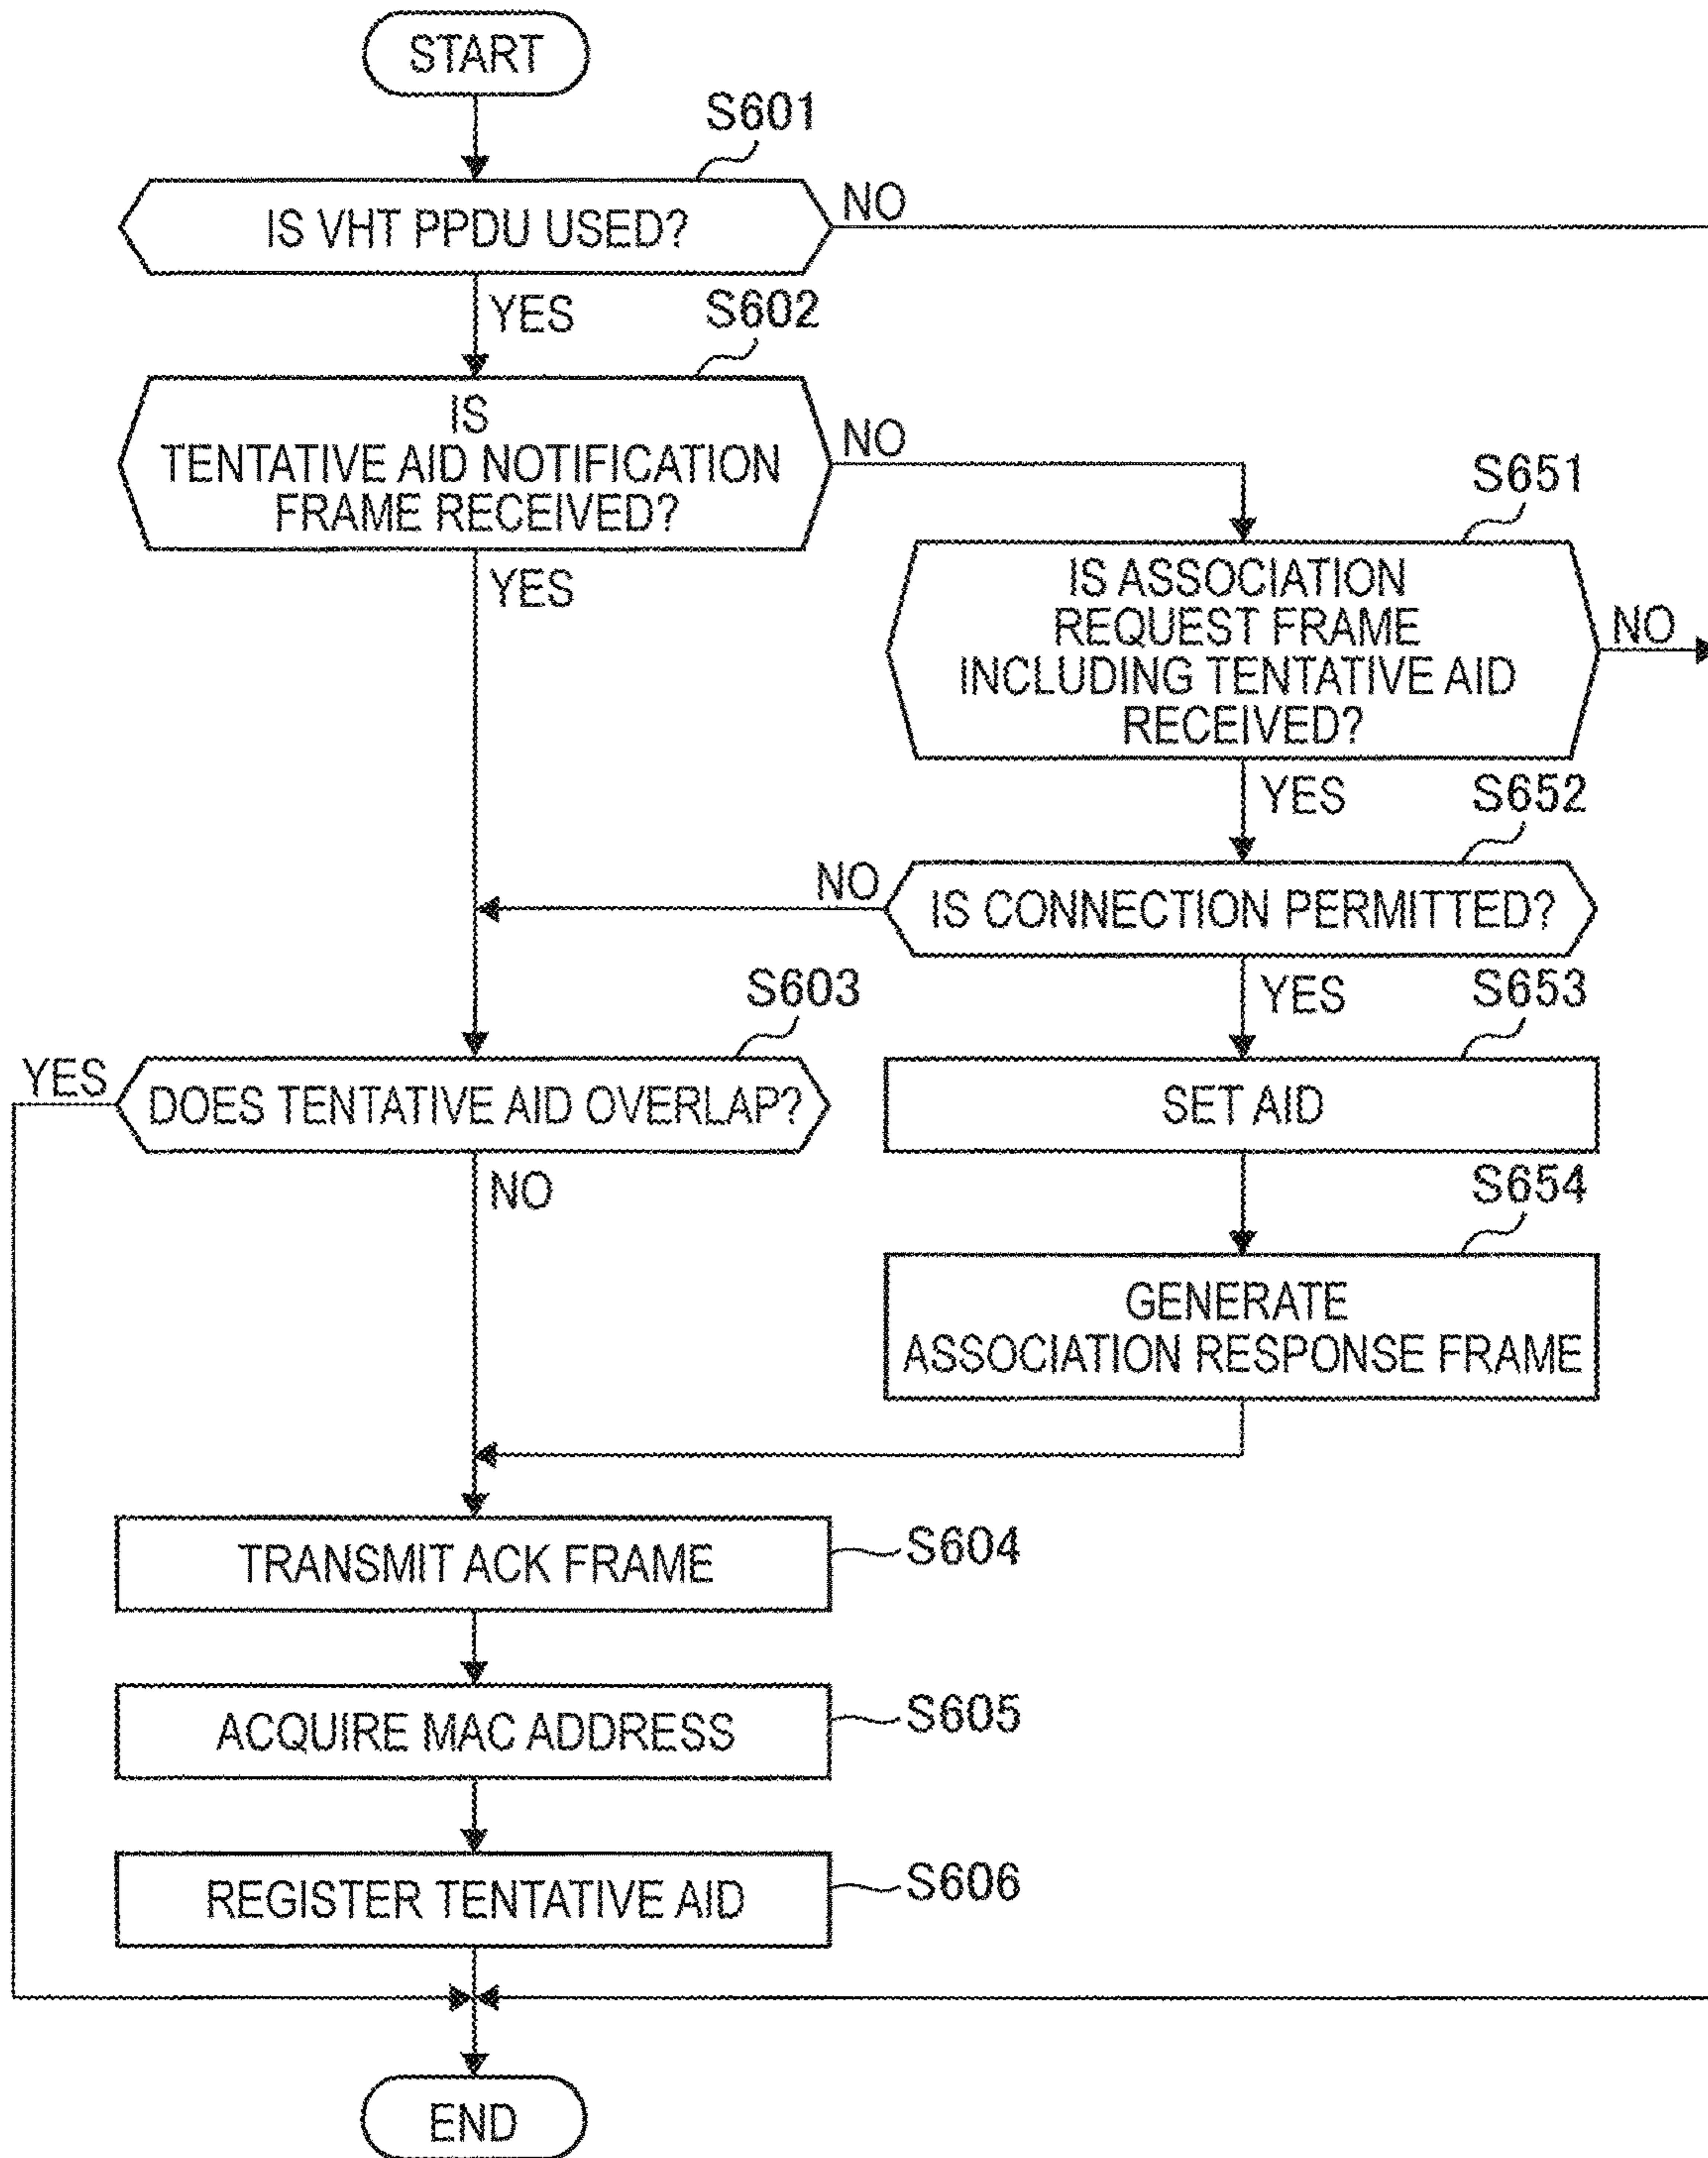 START
S601
IS VHT PPDU USED?
NO
YES
S602
IS
TENTATIVE AID NOTIFICATION
FRAME RECEIVED?
NO
YES
S651
IS ASSOCIATION
REQUEST FRAME
INCLUDING TENTATIVE AID
RECEIVED?
NO
YES
S652
IS CONNECTION PERMITTED?
NO
YES
S603
DOES TENTATIVE AID OVERLAP?
YES
NO
S653
SET AID
S654
GENERATE
ASSOCIATION RESPONSE FRAME
TRANSMIT ACK FRAME
S604
ACQUIRE MAC ADDRESS
S605
REGISTER TENTATIVE AID
S606
END